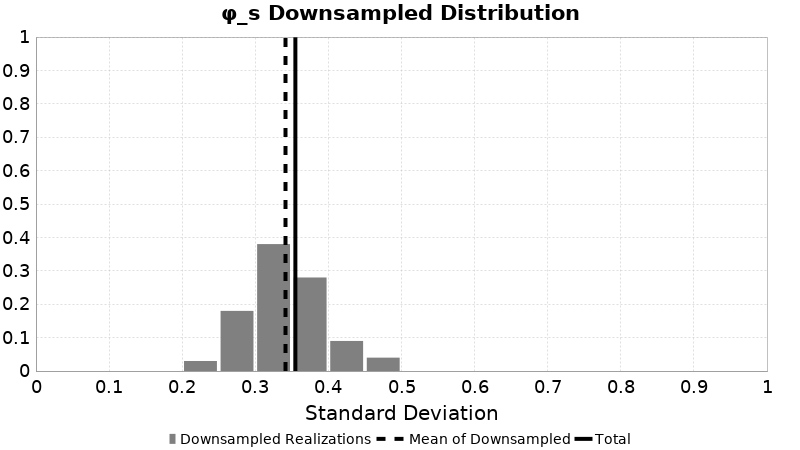 φ_s Downsampled Distribution
1
0.9
0.8
0.7
0.6
0.5
0.4
0.3
0.2
0.1
0
0 0.1 0.2 0.3 0.4 0.5 0.6 0.7 0.8 0.9 1
Standard Deviation
Downsampled Realizations Mean of Downsampled Total